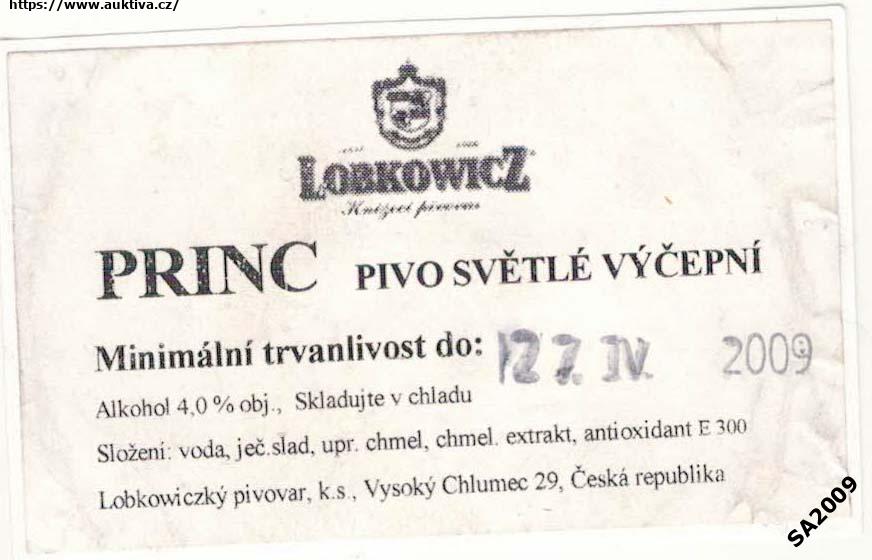 https://www.auktiva.cz/
LOBKOWICZ
Knížecí pivovar
PRINC PIVO SVĚTLÉ VÝČEPNÍ
Minimální trvanlivost do: 27. IV. 2009
Alkohol 4,0 % obj., Skladujte v chladu
Složení: voda, ječ.slad, upr. chmel, chmel. extrakt, antioxidant E 300
Lobkowiczký pivovar, k.s., Vysoký Chlumec 29, Česká republika
SA2009